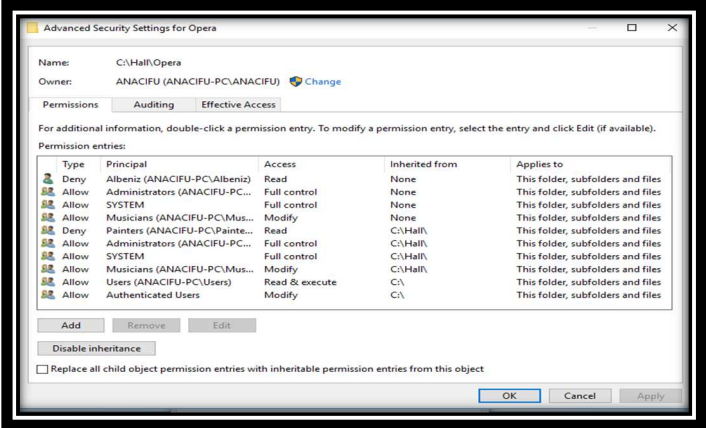 Advanced Security Settings for Opera
Name: C:\Hall\Opera
Owner: ANACIFU (ANACIFU-PC\ANACIFU) Change
Permissions Auditing Effective Access
For additional information, double-click a permission entry. To modify a permission entry, select the entry and click Edit (if available).
Permission entries:
Type Principal Access Inherited from Applies to
Deny Albeniz (ANACIFU-PC\Albeniz) Read None This folder, subfolders and files
Allow Administrators (ANACIFU-PC... Full control None This folder, subfolders and files
Allow SYSTEM Full control None This folder, subfolders and files
Allow Musicians (ANACIFU-PC\Mus... Modify None This folder, subfolders and files
Deny Painters (ANACIFU-PC\Painte... Read C:\Hall\ This folder, subfolders and files
Allow Administrators (ANACIFU-PC... Full control C:\Hall\ This folder, subfolders and files
Allow SYSTEM Full control C:\Hall\ This folder, subfolders and files
Allow Musicians (ANACIFU-PC\Mus... Modify C:\Hall\ This folder, subfolders and files
Allow Users (ANACIFU-PC\Users) Read & execute C:\ This folder, subfolders and files
Allow Authenticated Users Modify C:\ This folder, subfolders and files
Add Remove Edit
Disable inheritance
Replace all child object permission entries with inheritable permission entries from this object
OK Cancel Apply